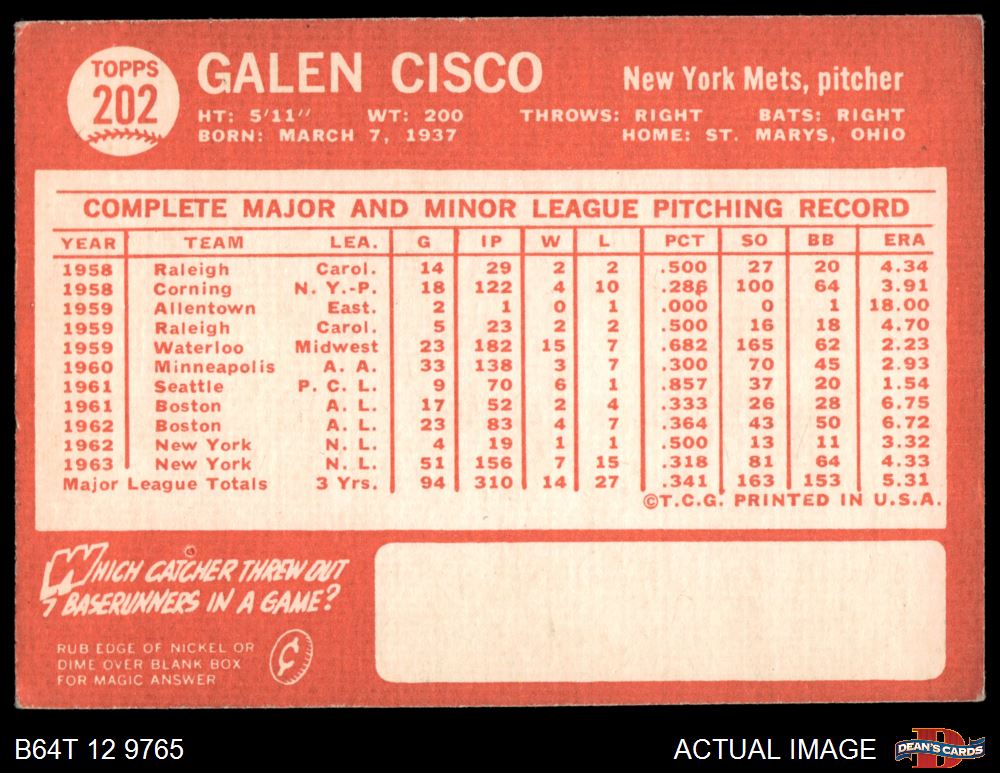 TOPPS
202
GALEN CISCO
New York Mets, pitcher
HT: 5'11" WT: 200 THROWS: RIGHT BATS: RIGHT
BORN: MARCH 7, 1937 HOME: ST. MARYS, OHIO
COMPLETE MAJOR AND MINOR LEAGUE PITCHING RECORD
YEAR TEAM LEA. G IP W L PCT SO BB ERA
1958 Raleigh Carol. 14 29 2 2 .500 27 20 4.34
1958 Corning N. Y.-P. 18 122 4 10 .286 100 64 3.91
1959 Allentown East. 2 1 0 1 .000 0 1 18.00
1959 Raleigh Carol. 5 23 2 2 .500 16 18 4.70
1959 Waterloo Midwest 23 182 15 7 .682 165 62 2.23
1960 Minneapolis A. A. 33 138 3 7 .300 70 45 2.93
1961 Seattle P. C. L. 9 70 6 1 .857 37 20 1.54
1961 Boston A. L. 17 52 2 4 .333 26 28 6.75
1962 Boston A. L. 23 83 4 7 .364 43 50 6.72
1962 New York N. L. 4 19 1 1 .500 13 11 3.32
1963 New York N. L. 51 156 7 15 .318 81 64 4.33
Major League Totals 3 Yrs. 94 310 14 27 .341 163 153 5.31
©T.C.G. PRINTED IN U.S.A.
WHICH CATCHER THREW OUT
7 BASERUNNERS IN A GAME?
RUB EDGE OF NICKEL OR
DIME OVER BLANK BOX
FOR MAGIC ANSWER
¢
B64T 12 9765
ACTUAL IMAGE
D
DEAN'S CARDS